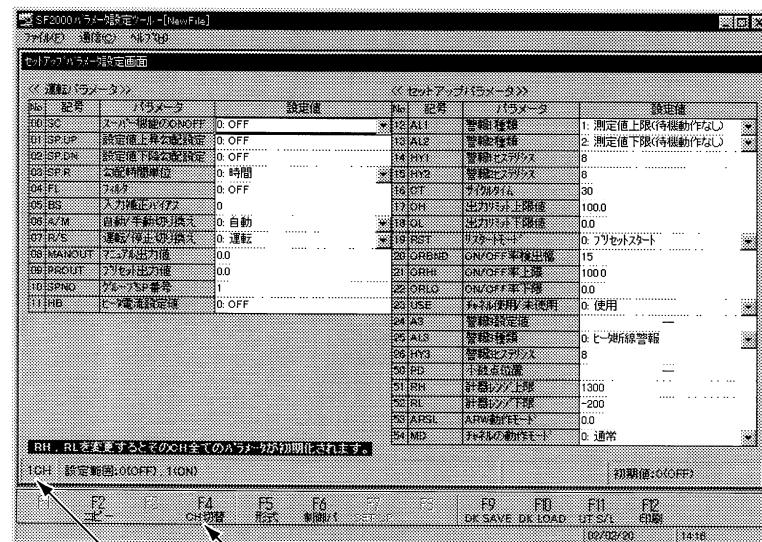 SF2000 パラメータ設定ツール - [NewFile]
ファイル(F) 通信(C) ヘルプ(H)
セットアップパラメータ設定画面
<< 運転パラメータ >>
No 記号 パラメータ 設定値
00 SC スーパー機能のON/OFF 0: OFF
01 SP.UP 設定値上昇勾配設定 0: OFF
02 SP.DN 設定値下降勾配設定 0: OFF
03 SP.R 勾配時間単位 0: 時間
04 FL フィルタ 0: OFF
05 BS 入力補正バイアス 0
06 A/M 自動/手動切り換え 0: 自動
07 R/S 運転/停止切り換え 0: 運転
08 MANOUT マニュアル出力値 0.0
09 PROUT プリセット出力値 0.0
10 SPNO グループSP番号 1
11 HB ヒータ電流設定値 0: OFF
<< セットアップパラメータ >>
No 記号 パラメータ 設定値
12 AL1 警報1種類 1: 測定値上限(待機動作なし)
13 AL2 警報2種類 2: 測定値下限(待機動作なし)
14 HY1 警報1ヒステリシス 8
15 HY2 警報2ヒステリシス 8
16 CT サイクルタイム 30
17 OH 出力リミット上限値 100.0
18 OL 出力リミット下限値 0.0
19 RST リスタートモード 0: プリセットスタート
20 ORBND ON/OFF率検出幅 15
21 ORHI ON/OFF率上限 100.0
22 ORLO ON/OFF率下限 0.0
23 USE チャネル使用/未使用 0: 使用
24 A3 警報3設定値 —
25 AL3 警報3種類 0: ヒータ断線警報
26 HY3 警報3ヒステリシス 8
50 PD 小数点位置 —
51 RH 計器レンジ上限 1300
52 RL 計器レンジ下限 -200
53 ARSL ARW動作モード 0.0
54 MD チャネルの動作モード 0: 通常
RH、RLを変更するとそのCH全てのパラメータが初期化されます。
1CH 設定範囲:0(OFF)、1(ON) 初期値:0(OFF)
F1 F2 F3 F4 F5 F6 F7 F8 F9 F10 F11 F12
コピー CH切替 形式 制御パ DK SAVE DK LOAD UT S/L 印刷
02/02/20 14:16